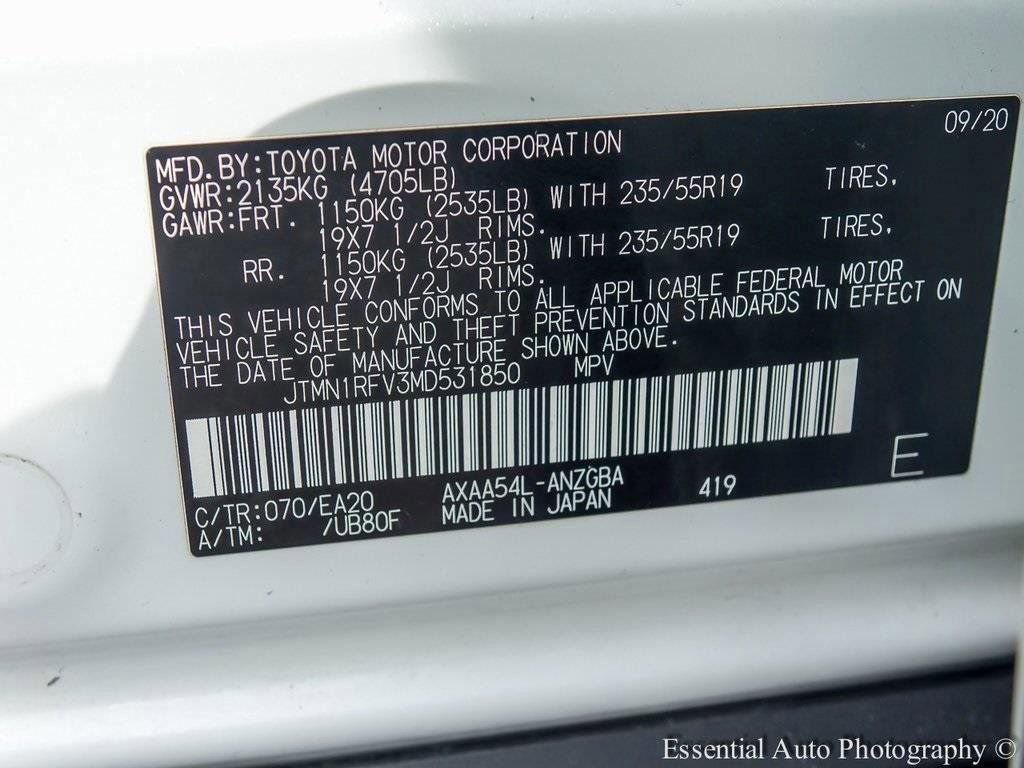 09/20
MFD. BY: TOYOTA MOTOR CORPORATION
GVWR: 2135KG (4705LB)
GAWR: FRT. 1150KG (2535LB) WITH 235/55R19 TIRES,
19X7 1/2J RIMS.
RR. 1150KG (2535LB) WITH 235/55R19 TIRES,
19X7 1/2J RIMS.
THIS VEHICLE CONFORMS TO ALL APPLICABLE FEDERAL MOTOR
VEHICLE SAFETY AND THEFT PREVENTION STANDARDS IN EFFECT ON
THE DATE OF MANUFACTURE SHOWN ABOVE.
JTMN1RFV3MD531850 MPV
C/TR: 070/EA20 AXAA54L-ANZGBA 419 E
A/TM: /UB80F MADE IN JAPAN
Essential Auto Photography ©